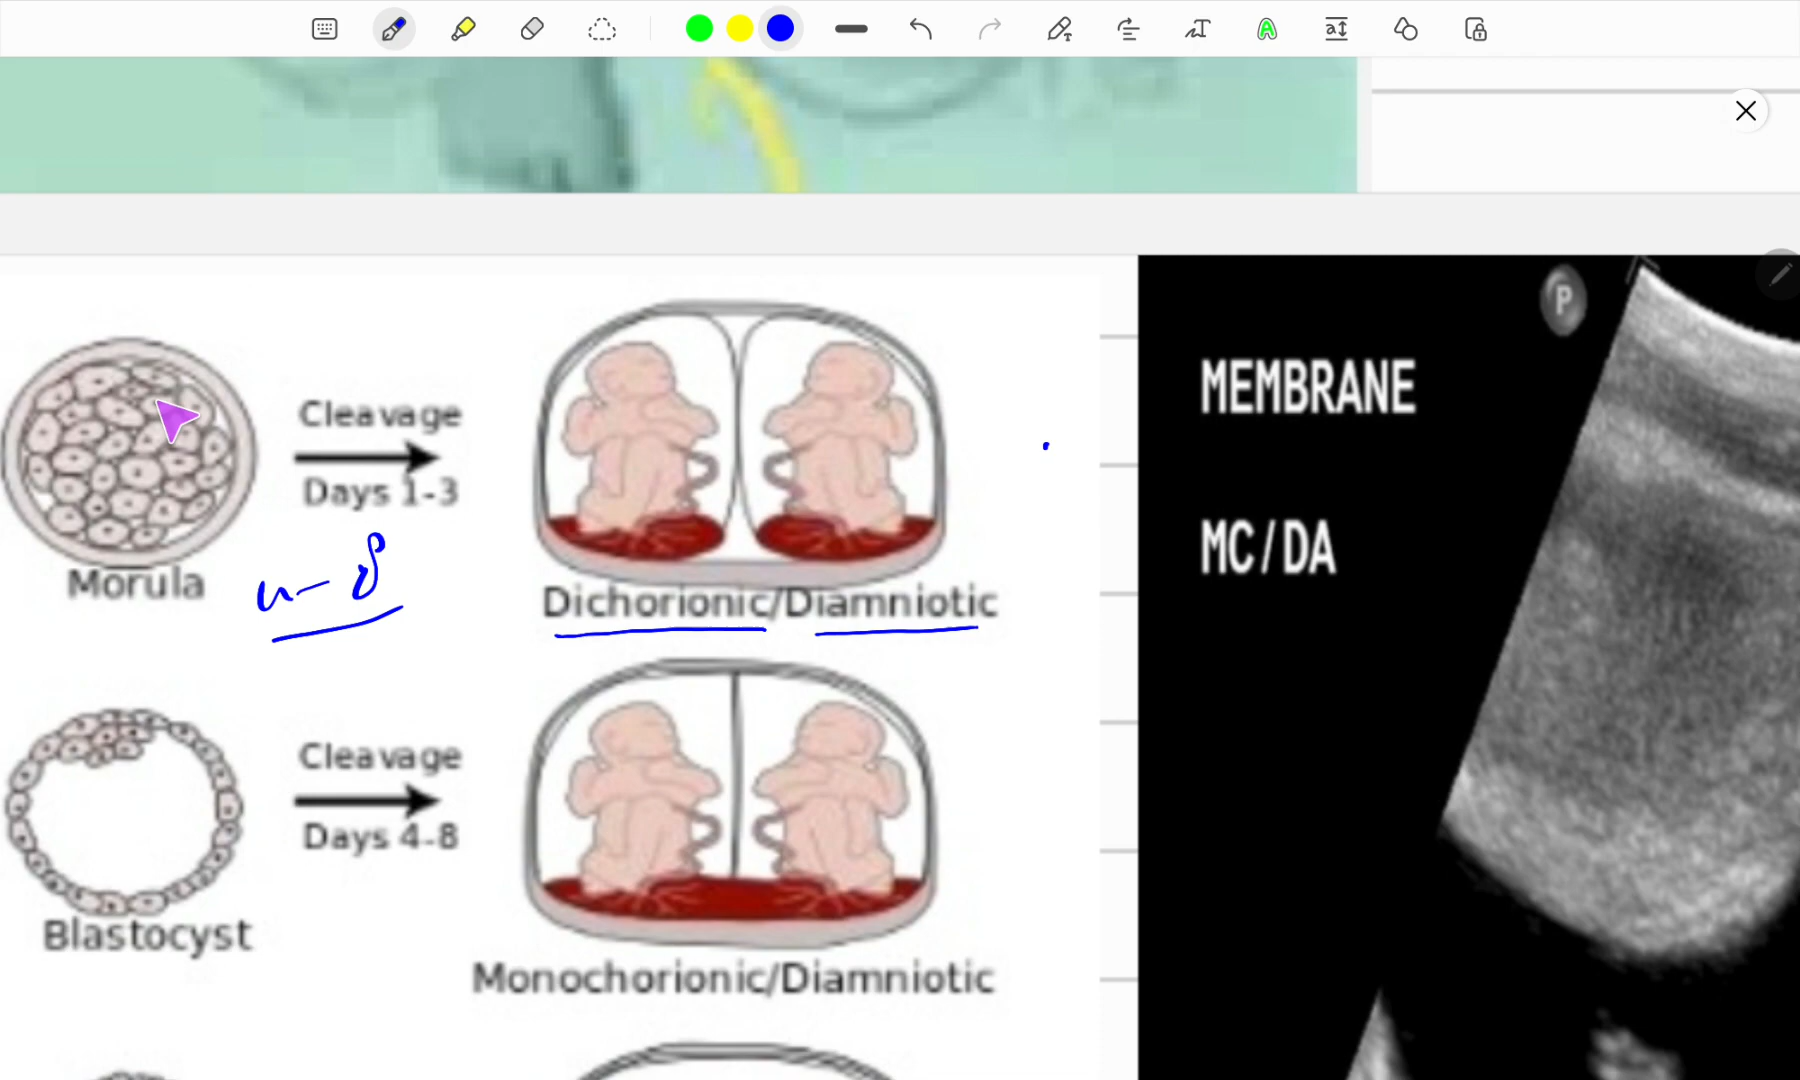 P
MEMBRANE
MC/DA
Cleavage
Days 1-3
Morula
Dichorionic/Diamniotic
Cleavage
Days 4-8
Blastocyst
Monochorionic/Diamniotic